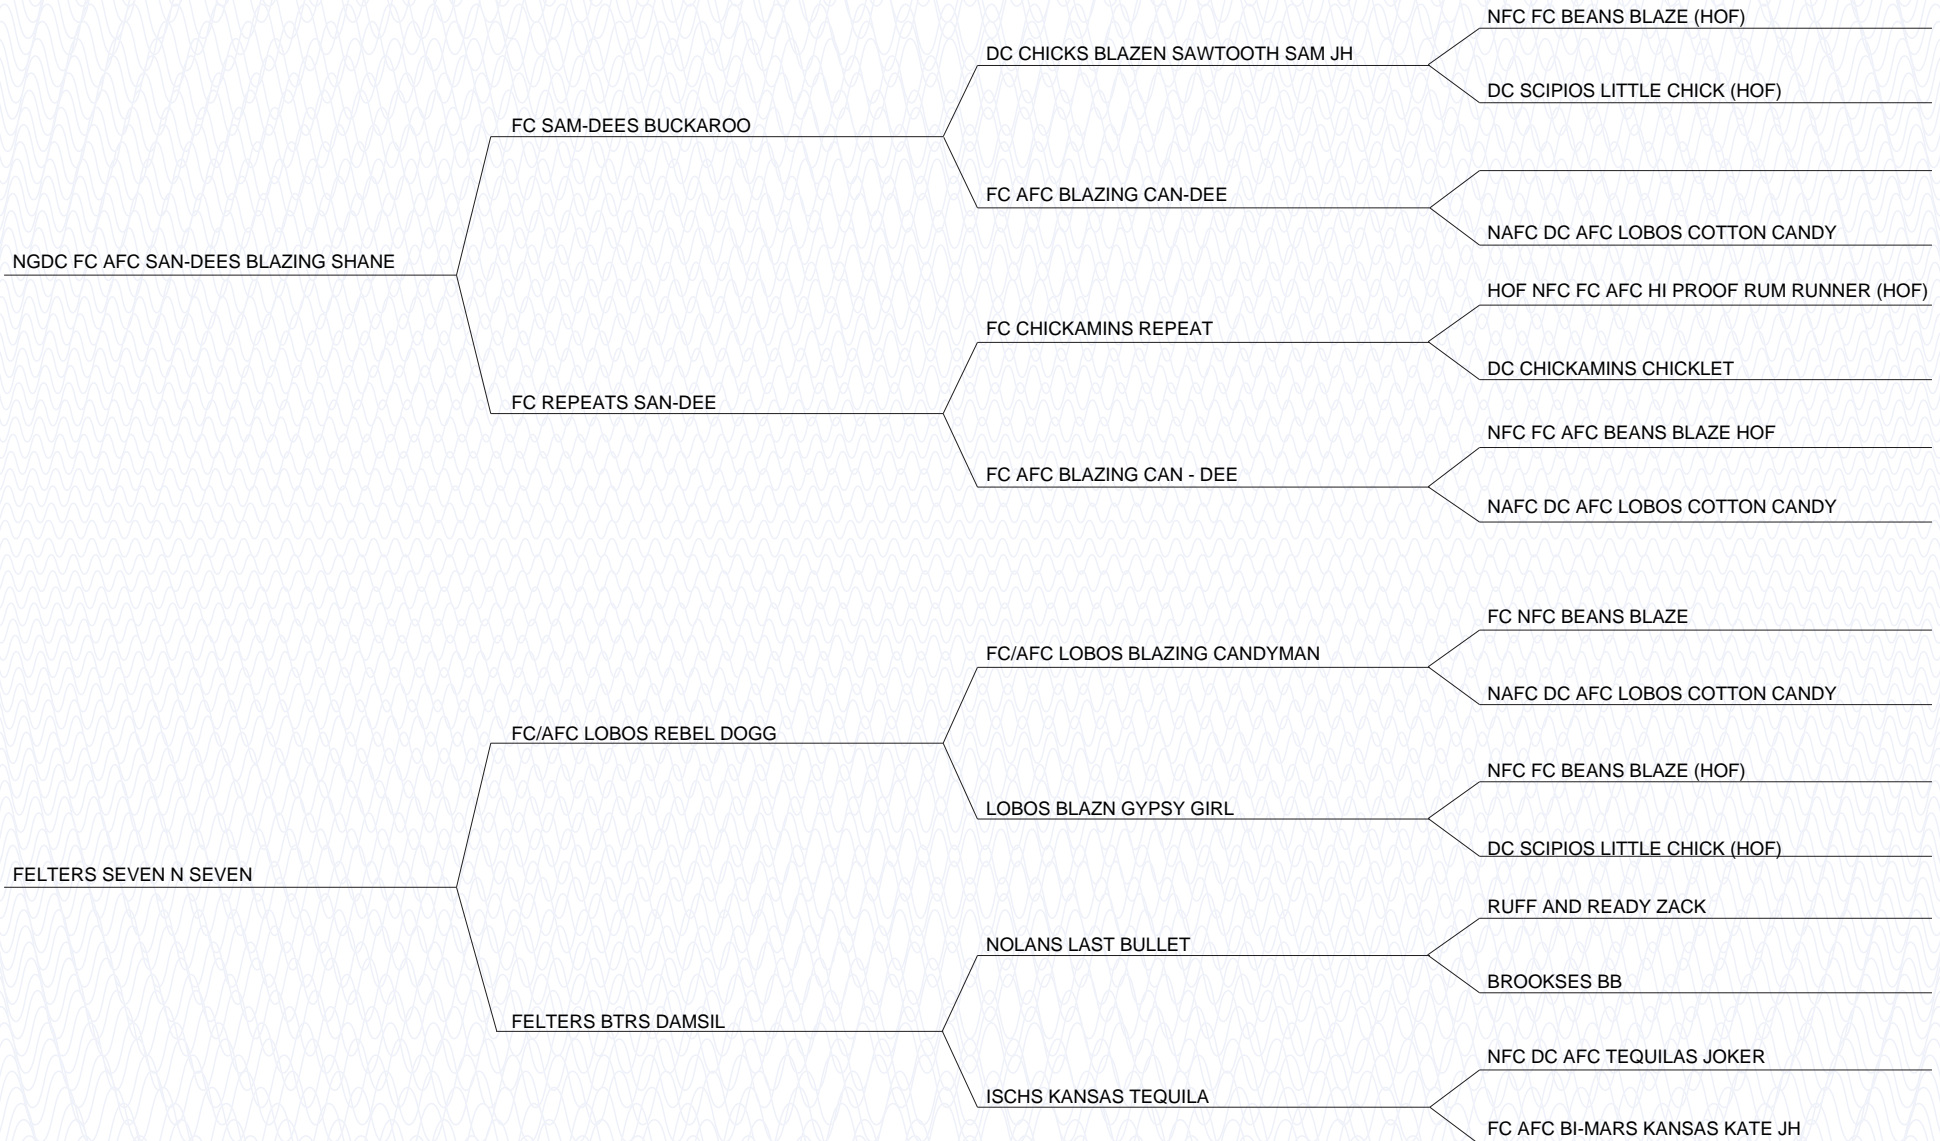 NFC FC BEANS BLAZE (HOF)
DC CHICKS BLAZEN SAWTOOTH SAM JH
DC SCIPIOS LITTLE CHICK (HOF)
FC SAM-DEES BUCKAROO
FC AFC BLAZING CAN-DEE
NAFC DC AFC LOBOS COTTON CANDY
NGDC FC AFC SAN-DEES BLAZING SHANE
HOF NFC FC AFC HI PROOF RUM RUNNER (HOF)
FC CHICKAMINS REPEAT
DC CHICKAMINS CHICKLET
FC REPEATS SAN-DEE
NFC FC AFC BEANS BLAZE HOF
FC AFC BLAZING CAN - DEE
NAFC DC AFC LOBOS COTTON CANDY
FC NFC BEANS BLAZE
FC/AFC LOBOS BLAZING CANDYMAN
NAFC DC AFC LOBOS COTTON CANDY
FC/AFC LOBOS REBEL DOGG
NFC FC BEANS BLAZE (HOF)
LOBOS BLAZN GYPSY GIRL
DC SCIPIOS LITTLE CHICK (HOF)
FELTERS SEVEN N SEVEN
RUFF AND READY ZACK
NOLANS LAST BULLET
BROOKSES BB
FELTERS BTRS DAMSIL
NFC DC AFC TEQUILAS JOKER
ISCHS KANSAS TEQUILA
FC AFC BI-MARS KANSAS KATE JH